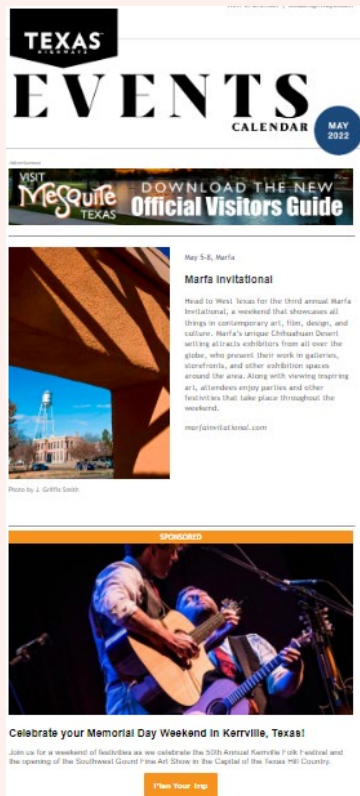 TEXAS
HIGHWAYS
EVENTS
CALENDAR
MAY
2022
Advertisement
VISIT
MesQuiTe
TEXAS
DOWNLOAD THE NEW
Official Visitors Guide
May 5-8, Marfa
Marfa Invitational
Head to West Texas for the third annual Marfa
Invitational, a weekend that showcases all
things in contemporary art, film, design, and
culture. Marfa's unique Chihuahuan Desert
setting attracts exhibitors from all over the
globe, who present their work in galleries,
storefronts, and other exhibition spaces
around the area. Along with viewing inspiring
art, attendees enjoy parties and other
festivities that take place throughout the
weekend.
marfainvitational.com
Photo by J. Griffis Smith
SPONSORED
Celebrate your Memorial Day Weekend in Kerrville, Texas!
Join us for a weekend of festivities as we celebrate the 50th Annual Kerrville Folk Festival and
the opening of the Southwest Gound Fine Art Show in the Capital of the Texas Hill Country.
Plan Your Trip